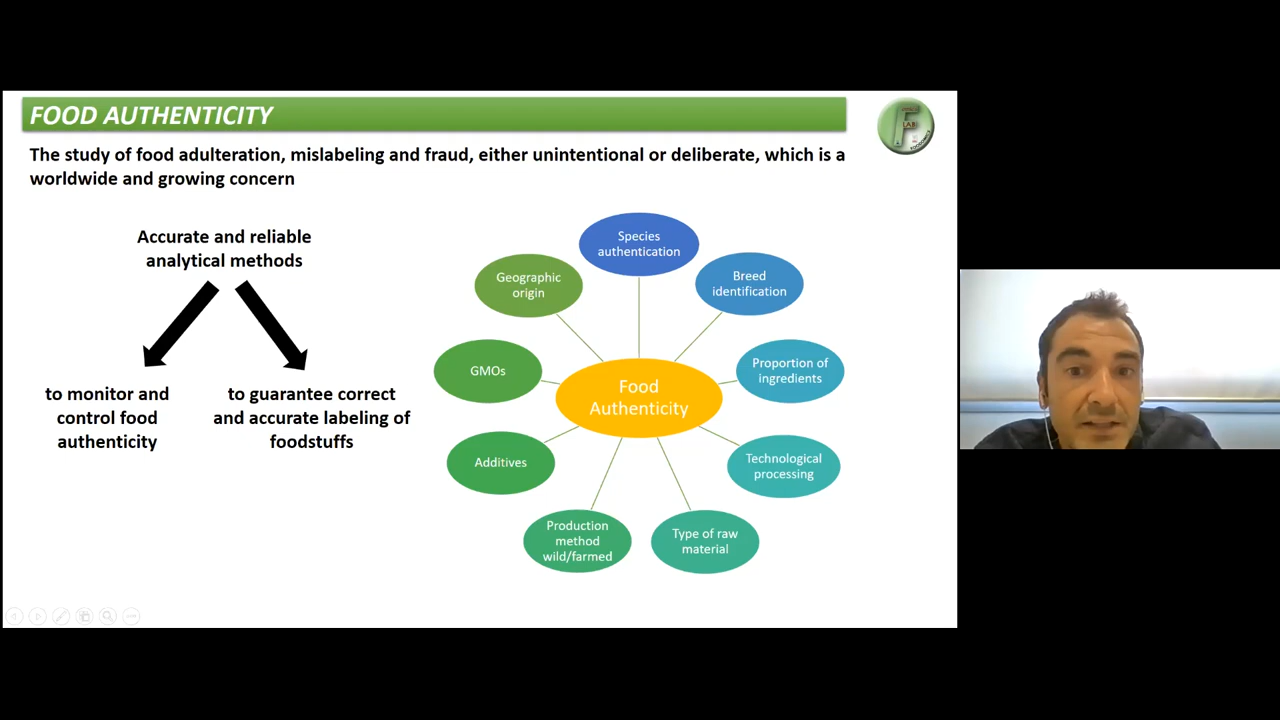 FOOD AUTHENTICITY
LABS
FOODOMICS
The study of food adulteration, mislabeling and fraud, either unintentional or deliberate, which is a
worldwide and growing concern
Accurate and reliable
analytical methods
to monitor and
control food
authenticity
to guarantee correct
and accurate labeling of
foodstuffs
Species
authentication
Breed
identification
Proportion of
ingredients
Technological
processing
Type of raw
material
Production
method
wild/farmed
Additives
GMOs
Geographic
origin
Food
Authenticity